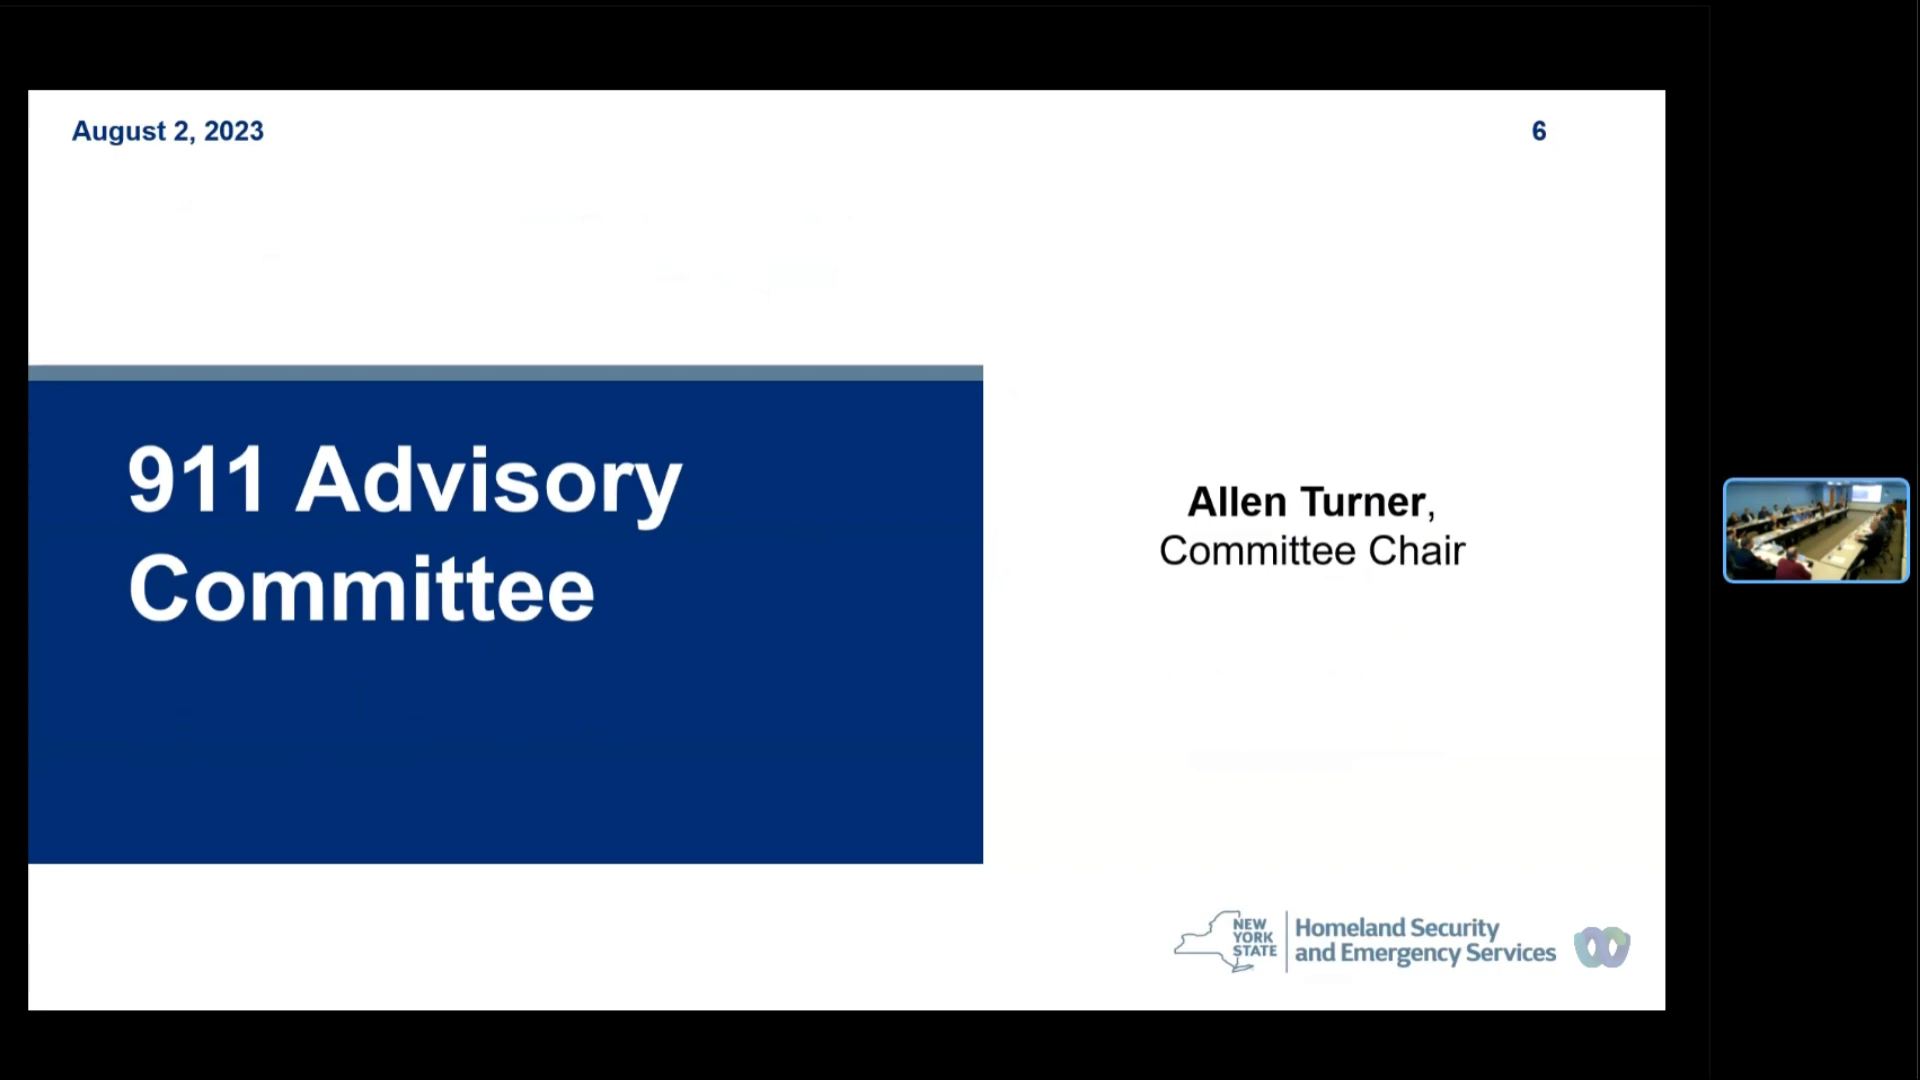 August 2, 2023
6
911 Advisory
Committee
Allen Turner,
Committee Chair
NEW
YORK
STATE
Homeland Security
and Emergency Services